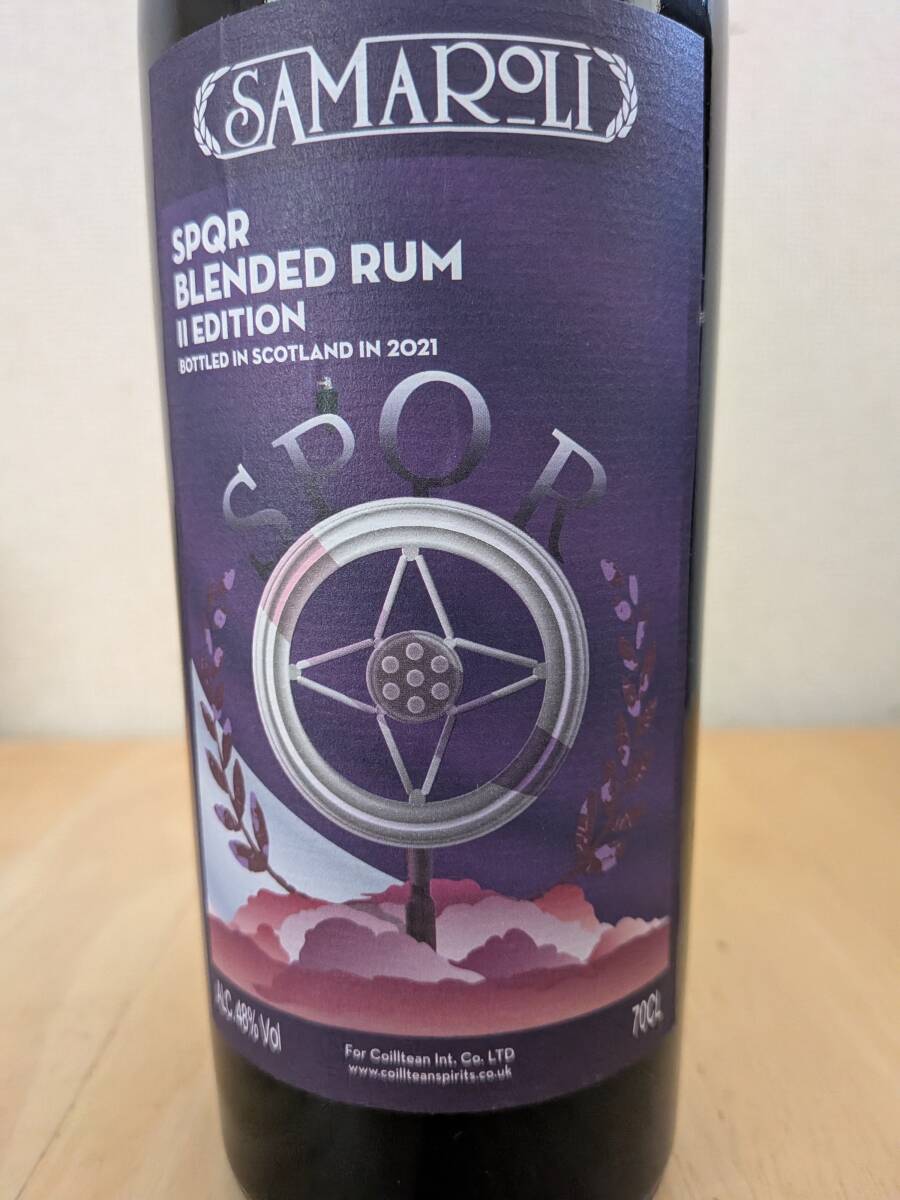 SAMAROLI
SPQR
BLENDED RUM
II EDITION
BOTTLED IN SCOTLAND IN 2021
SPQR
ALC. 48% Vol
70CL
For Coilltean Int. Co. LTD
www.coillteanspirits.co.uk